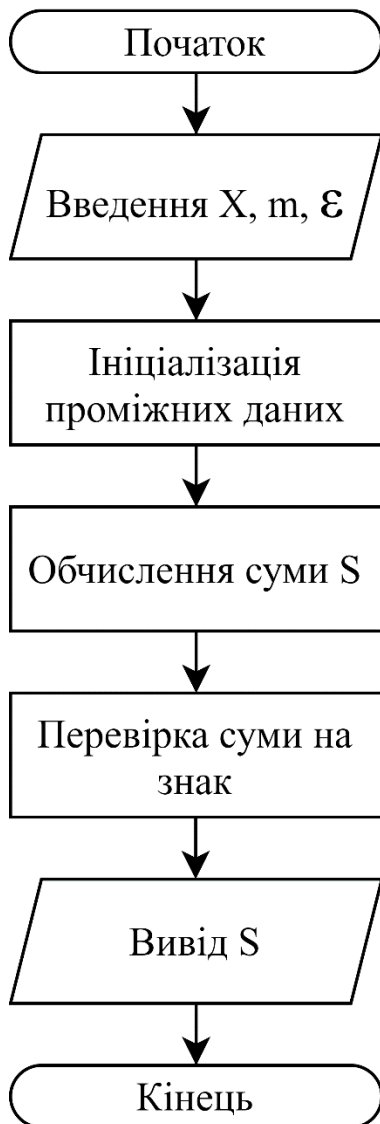 Початок
Введення X, m, ε
Ініціалізація
проміжних даних
Обчислення суми S
Перевірка суми на
знак
Вивід S
Кінець